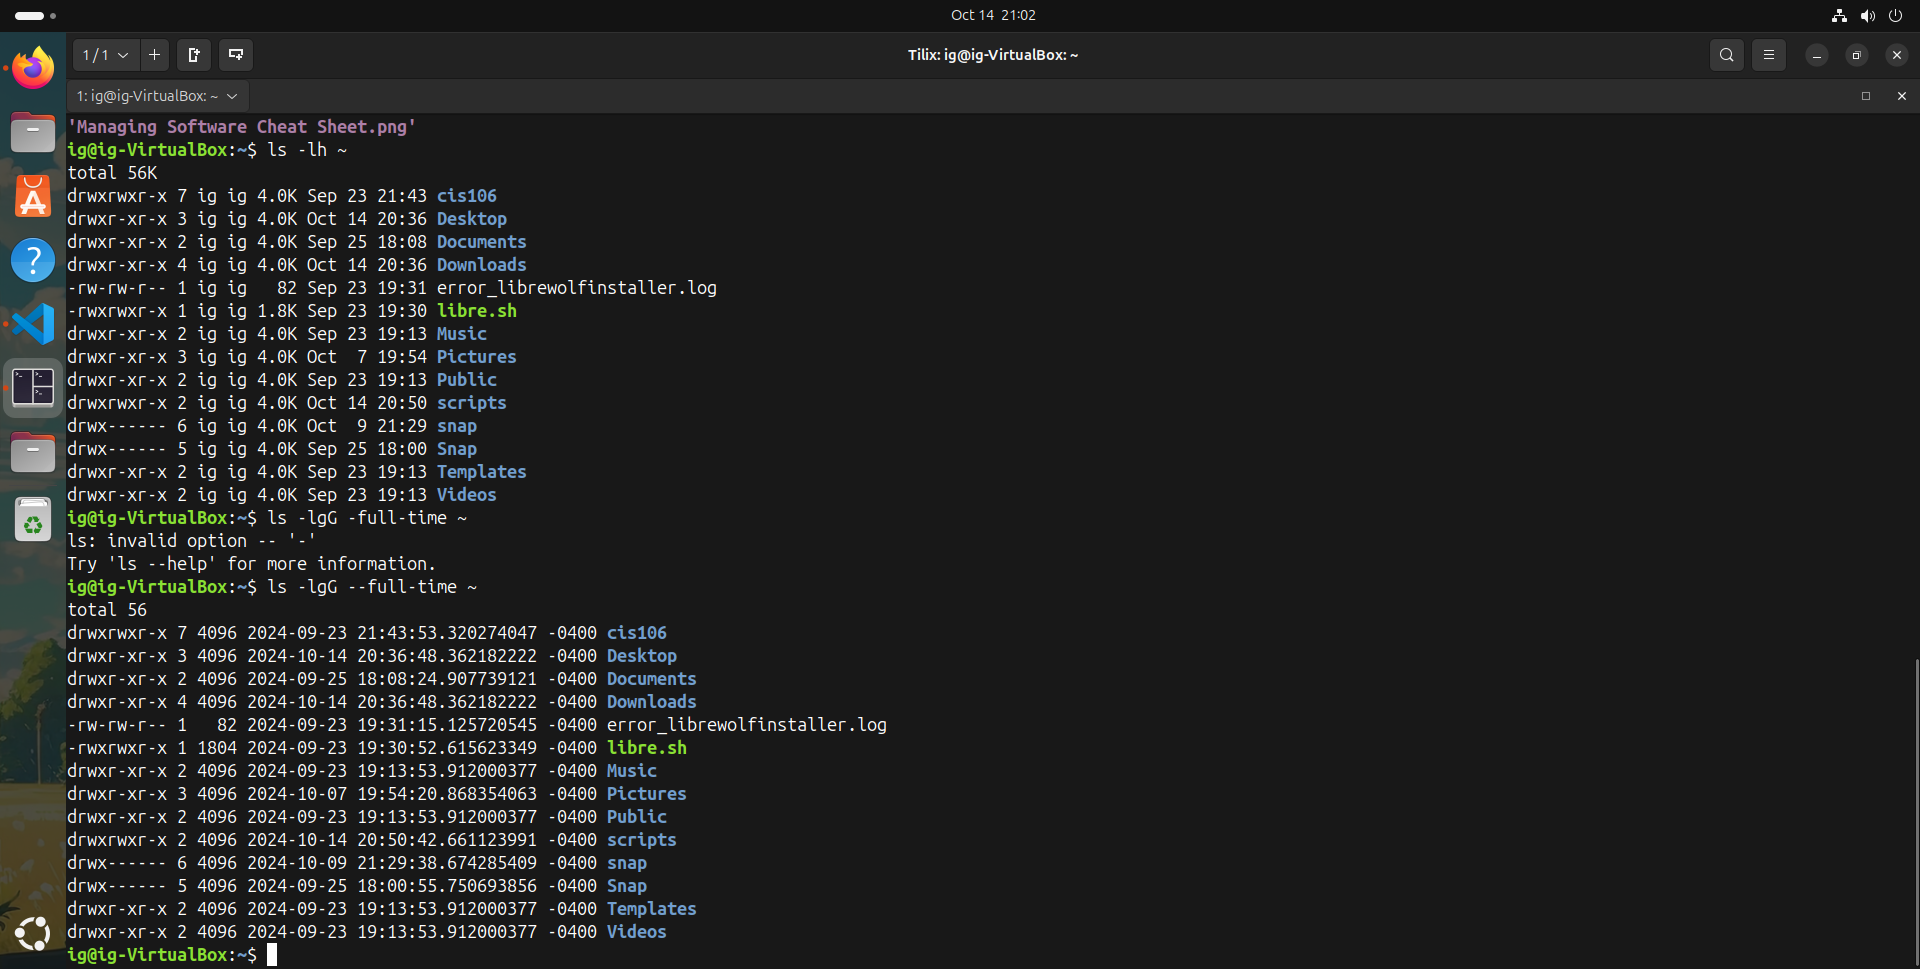 Oct 14 21:02
1 / 1
Tilix: ig@ig-VirtualBox: ~
1: ig@ig-VirtualBox: ~
'Managing Software Cheat Sheet.png'
ig@ig-VirtualBox:~$ ls -lh ~
total 56K
drwxrwxr-x 7 ig ig 4.0K Sep 23 21:43 cis106
drwxr-xr-x 3 ig ig 4.0K Oct 14 20:36 Desktop
drwxr-xr-x 2 ig ig 4.0K Sep 25 18:08 Documents
drwxr-xr-x 4 ig ig 4.0K Oct 14 20:36 Downloads
-rw-rw-r-- 1 ig ig   82 Sep 23 19:31 error_librewolfinstaller.log
-rwxrwxr-x 1 ig ig 1.8K Sep 23 19:30 libre.sh
drwxr-xr-x 2 ig ig 4.0K Sep 23 19:13 Music
drwxr-xr-x 3 ig ig 4.0K Oct  7 19:54 Pictures
drwxr-xr-x 2 ig ig 4.0K Sep 23 19:13 Public
drwxrwxr-x 2 ig ig 4.0K Oct 14 20:50 scripts
drwx------ 6 ig ig 4.0K Oct  9 21:29 snap
drwx------ 5 ig ig 4.0K Sep 25 18:00 Snap
drwxr-xr-x 2 ig ig 4.0K Sep 23 19:13 Templates
drwxr-xr-x 2 ig ig 4.0K Sep 23 19:13 Videos
ig@ig-VirtualBox:~$ ls -lgG -full-time ~
ls: invalid option -- '-'
Try 'ls --help' for more information.
ig@ig-VirtualBox:~$ ls -lgG --full-time ~
total 56
drwxrwxr-x 7 4096 2024-09-23 21:43:53.320274047 -0400 cis106
drwxr-xr-x 3 4096 2024-10-14 20:36:48.362182222 -0400 Desktop
drwxr-xr-x 2 4096 2024-09-25 18:08:24.907739121 -0400 Documents
drwxr-xr-x 4 4096 2024-10-14 20:36:48.362182222 -0400 Downloads
-rw-rw-r-- 1   82 2024-09-23 19:31:15.125720545 -0400 error_librewolfinstaller.log
-rwxrwxr-x 1 1804 2024-09-23 19:30:52.615623349 -0400 libre.sh
drwxr-xr-x 2 4096 2024-09-23 19:13:53.912000377 -0400 Music
drwxr-xr-x 3 4096 2024-10-07 19:54:20.868354063 -0400 Pictures
drwxr-xr-x 2 4096 2024-09-23 19:13:53.912000377 -0400 Public
drwxrwxr-x 2 4096 2024-10-14 20:50:42.661123991 -0400 scripts
drwx------ 6 4096 2024-10-09 21:29:38.674285409 -0400 snap
drwx------ 5 4096 2024-09-25 18:00:55.750693856 -0400 Snap
drwxr-xr-x 2 4096 2024-09-23 19:13:53.912000377 -0400 Templates
drwxr-xr-x 2 4096 2024-09-23 19:13:53.912000377 -0400 Videos
ig@ig-VirtualBox:~$